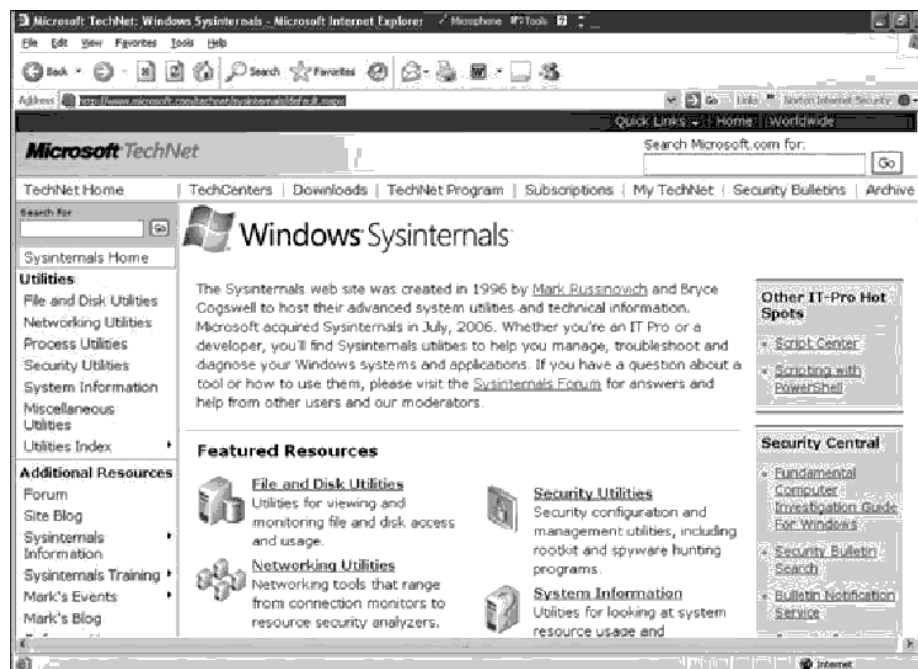 Microsoft TechNet: Windows Sysinternals - Microsoft Internet Explorer Microphone Tools
File Edit View Favorites Tools Help
Back Search Favorites
Address http://www.microsoft.com/technet/sysinternals/default.mspx Go Links Norton Internet Security
Quick Links Home Worldwide
Microsoft TechNet
Search Microsoft.com for:
Go
TechNet Home TechCenters Downloads TechNet Program Subscriptions My TechNet Security Bulletins Archive
Search for
Go
Sysinternals Home
Utilities
File and Disk Utilities
Networking Utilities
Process Utilities
Security Utilities
System Information
Miscellaneous
Utilities
Utilities Index
Additional Resources
Forum
Site Blog
Sysinternals
Information
Sysinternals Training
Mark's Events
Mark's Blog
Windows Sysinternals
The Sysinternals web site was created in 1996 by Mark Russinovich and Bryce
Cogswell to host their advanced system utilities and technical information.
Microsoft acquired Sysinternals in July, 2006. Whether you're an IT Pro or a
developer, you'll find Sysinternals utilities to help you manage, troubleshoot and
diagnose your Windows systems and applications. If you have a question about a
tool or how to use them, please visit the Sysinternals Forum for answers and
help from other users and our moderators.
Featured Resources
File and Disk Utilities
Utilities for viewing and
monitoring file and disk access
and usage.
Networking Utilities
Networking tools that range
from connection monitors to
resource security analyzers.
Security Utilities
Security configuration and
management utilities, including
rootkit and spyware hunting
programs.
System Information
Utilities for looking at system
resource usage and
Other IT-Pro Hot
Spots
Script Center
Scripting with
PowerShell
Security Central
Fundamental
Computer
Investigation Guide
For Windows
Security Bulletin
Search
Bulletin Notification
Service
Internet